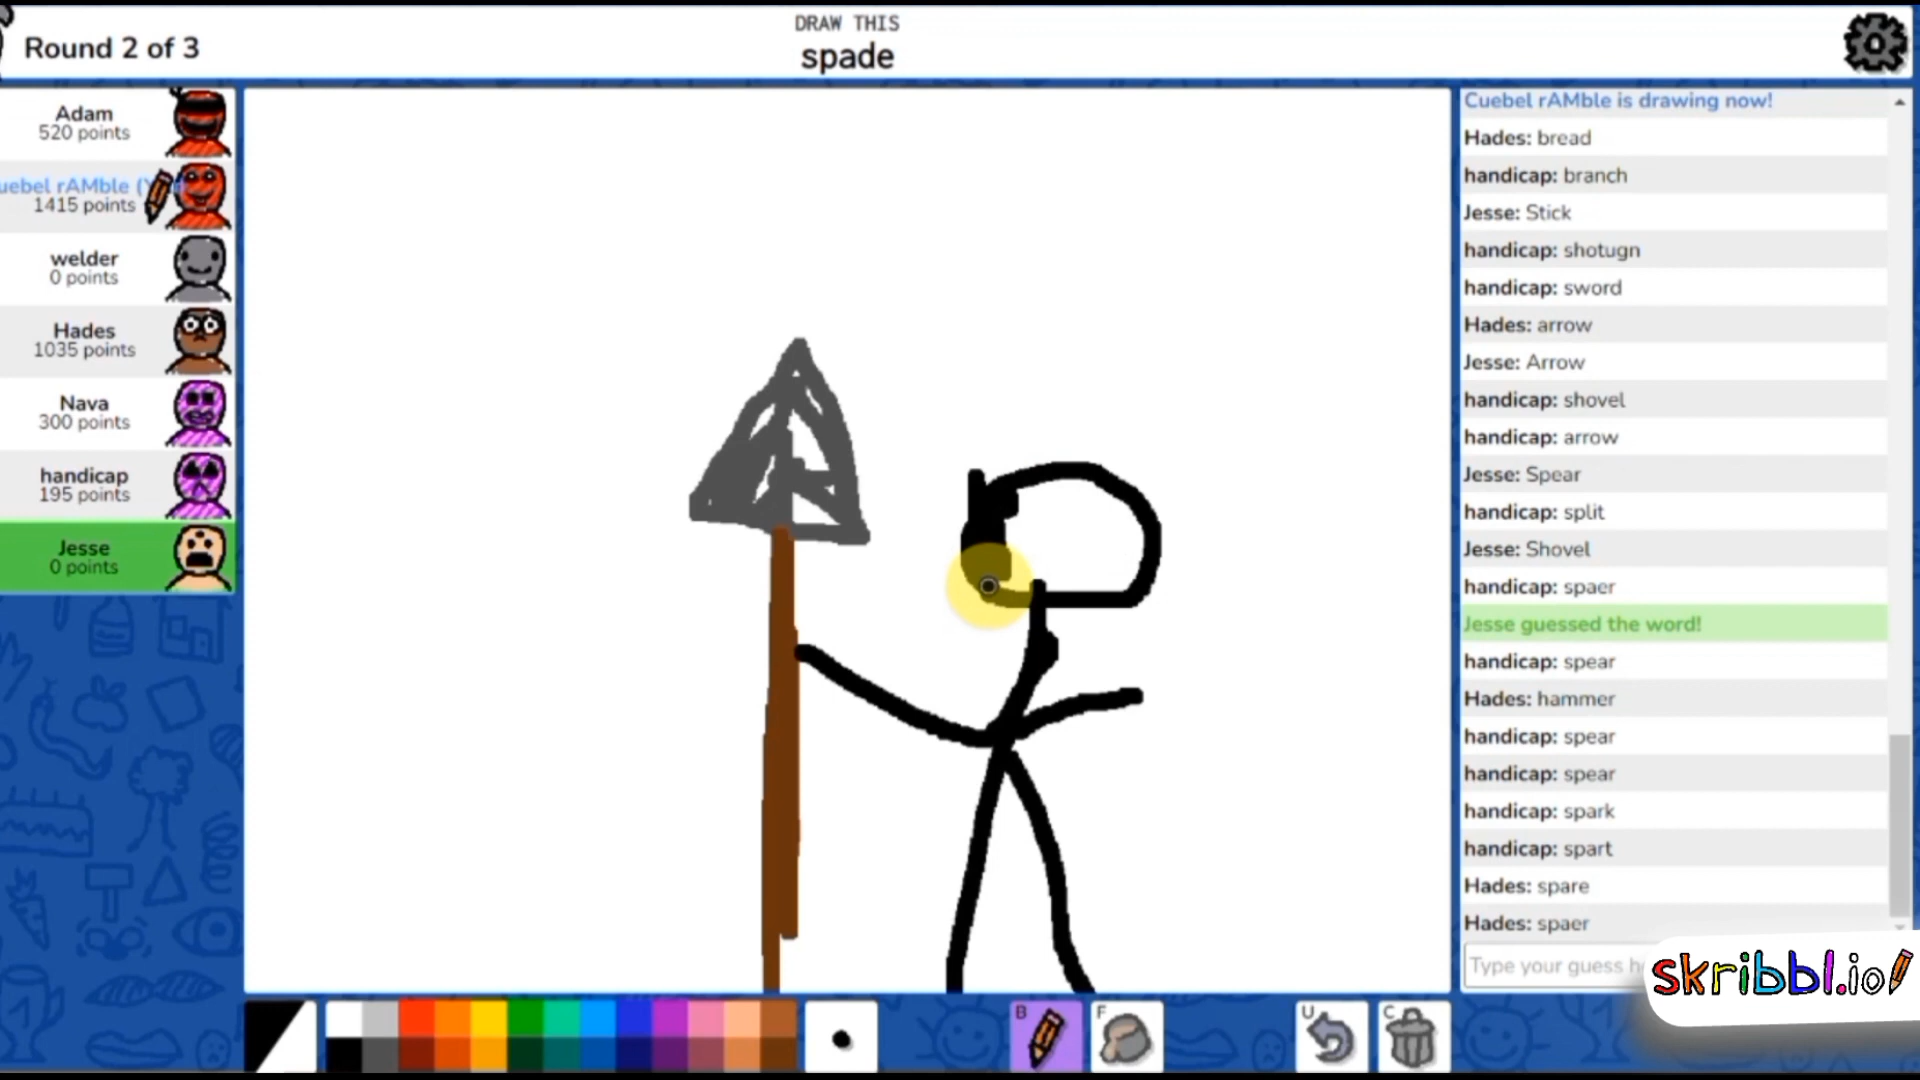 Round 2 of 3
DRAW THIS
spade
Adam
520 points
uebel rAMble (Y
1415 points
welder
0 points
Hades
1035 points
Nava
300 points
handicap
195 points
Jesse
0 points
Cuebel rAMble is drawing now!
Hades: bread
handicap: branch
Jesse: Stick
handicap: shotugn
handicap: sword
Hades: arrow
Jesse: Arrow
handicap: shovel
handicap: arrow
Jesse: Spear
handicap: split
Jesse: Shovel
handicap: spaer
Jesse guessed the word!
handicap: spear
Hades: hammer
handicap: spear
handicap: spear
handicap: spark
handicap: spart
Hades: spare
Hades: spaer
Type your guess h
skribbl.io
B
F
U
C